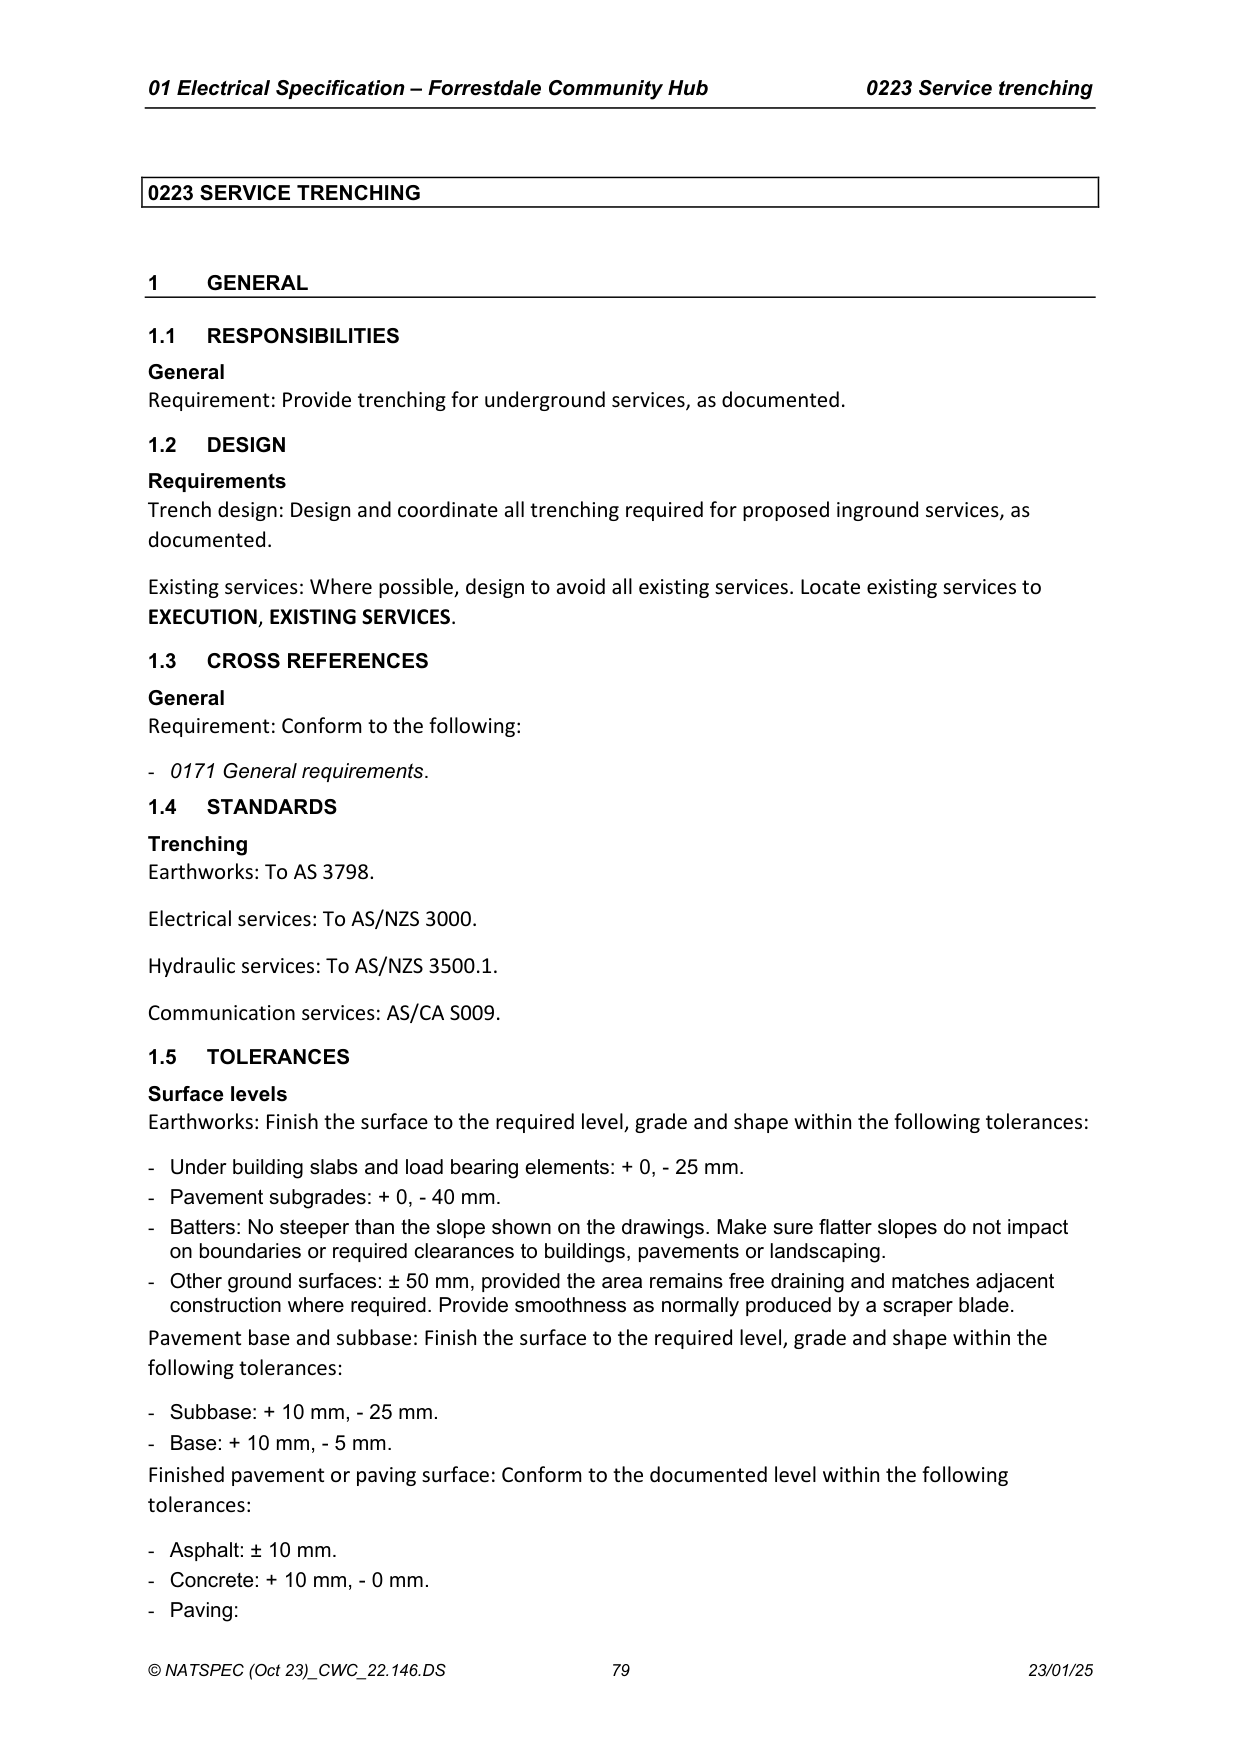 01 Electrical Specification – Forrestdale Community Hub 0223 Service trenching
0223 SERVICE TRENCHING
1 GENERAL
1.1 RESPONSIBILITIES
General
Requirement: Provide trenching for underground services, as documented.
1.2 DESIGN
Requirements
Trench design: Design and coordinate all trenching required for proposed inground services, as
documented.
Existing services: Where possible, design to avoid all existing services. Locate existing services to
EXECUTION, EXISTING SERVICES.
1.3 CROSS REFERENCES
General
Requirement: Conform to the following:
- 0171 General requirements.
1.4 STANDARDS
Trenching
Earthworks: To AS 3798.
Electrical services: To AS/NZS 3000.
Hydraulic services: To AS/NZS 3500.1.
Communication services: AS/CA S009.
1.5 TOLERANCES
Surface levels
Earthworks: Finish the surface to the required level, grade and shape within the following tolerances:
- Under building slabs and load bearing elements: + 0, - 25 mm.
- Pavement subgrades: + 0, - 40 mm.
- Batters: No steeper than the slope shown on the drawings. Make sure flatter slopes do not impact
on boundaries or required clearances to buildings, pavements or landscaping.
- Other ground surfaces: ± 50 mm, provided the area remains free draining and matches adjacent
construction where required. Provide smoothness as normally produced by a scraper blade.
Pavement base and subbase: Finish the surface to the required level, grade and shape within the
following tolerances:
- Subbase: + 10 mm, - 25 mm.
- Base: + 10 mm, - 5 mm.
Finished pavement or paving surface: Conform to the documented level within the following
tolerances:
- Asphalt: ± 10 mm.
- Concrete: + 10 mm, - 0 mm.
- Paving:
© NATSPEC (Oct 23)_CWC_22.146.DS 79 23/01/25